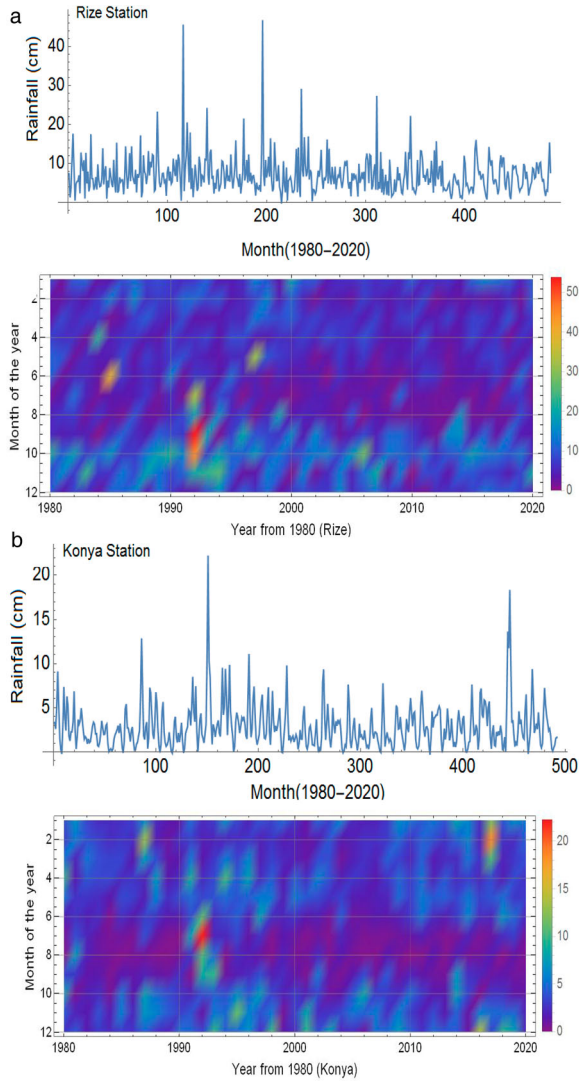 a
Rize Station
Rainfall (cm)
40
30
20
10
100 200 300 400
Month(1980-2020)
Month of the year
2
4
6
8
10
12
1980 1990 2000 2010 2020
Year from 1980 (Rize)
50
40
30
20
10
0
b
Konya Station
Rainfall (cm)
20
15
10
5
100 200 300 400 500
Month(1980-2020)
Month of the year
2
4
6
8
10
12
1980 1990 2000 2010 2020
Year from 1980 (Konya)
20
15
10
5
0